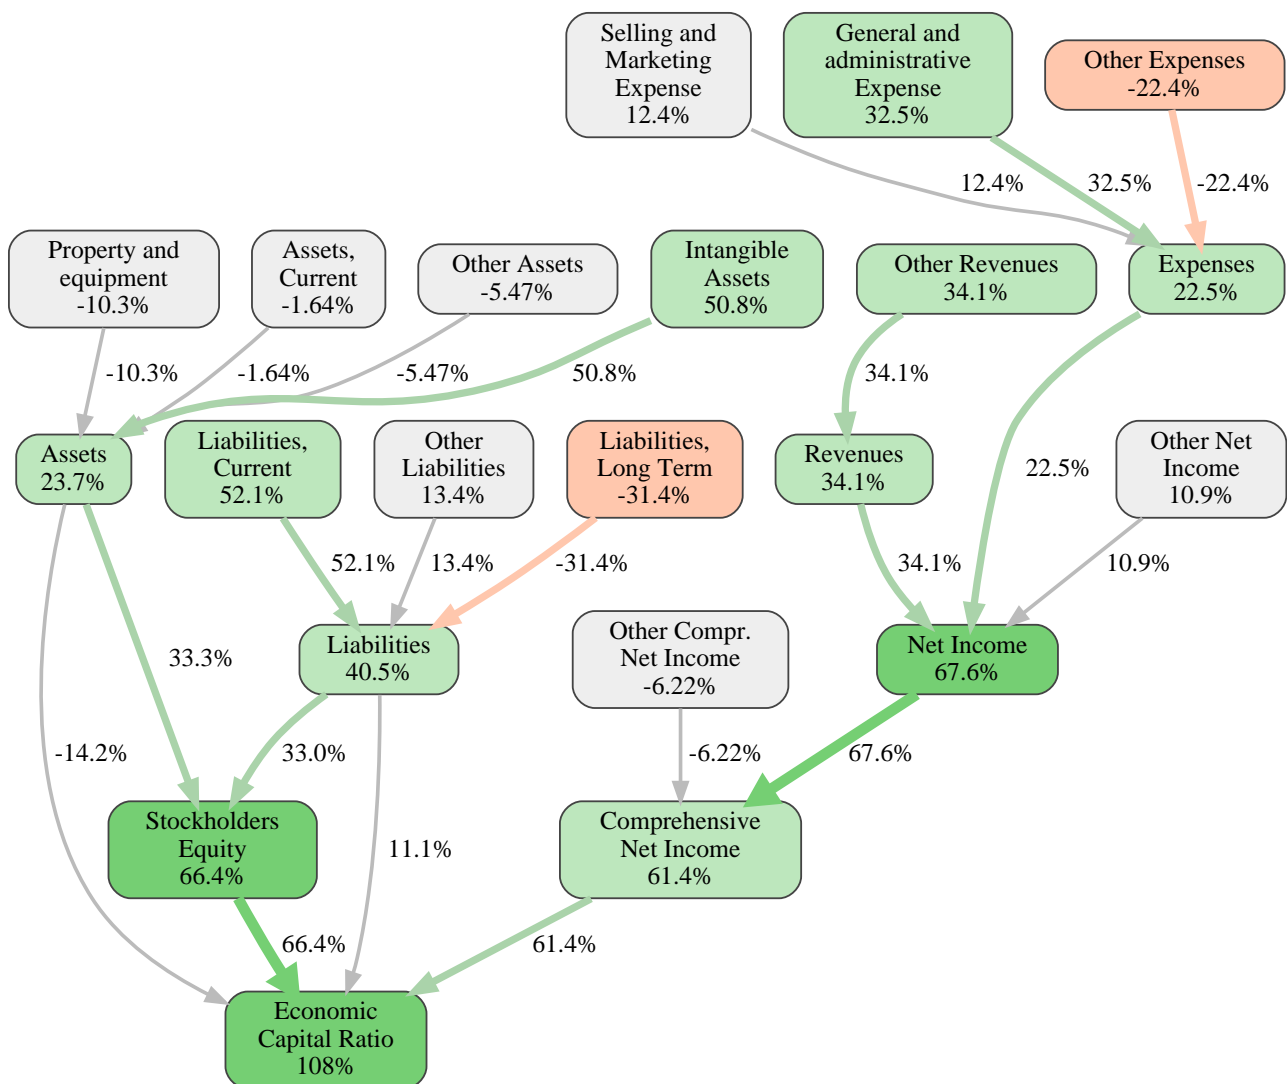 Selling and
Marketing
Expense
12.4%
General and
administrative
Expense
32.5%
Other Expenses
-22.4%
12.4%
32.5%
-22.4%
Property and
equipment
-10.3%
Assets,
Current
-1.64%
Other Assets
-5.47%
Intangible
Assets
50.8%
Other Revenues
34.1%
Expenses
22.5%
-10.3%
-1.64%
-5.47%
50.8%
34.1%
Assets
23.7%
Liabilities,
Current
52.1%
Other
Liabilities
13.4%
Liabilities,
Long Term
-31.4%
Revenues
34.1%
22.5%
Other Net
Income
10.9%
52.1%
13.4%
-31.4%
34.1%
10.9%
33.3%
Liabilities
40.5%
Other Compr.
Net Income
-6.22%
Net Income
67.6%
-14.2%
33.0%
-6.22%
67.6%
Stockholders
Equity
66.4%
11.1%
Comprehensive
Net Income
61.4%
66.4%
61.4%
Economic
Capital Ratio
108%